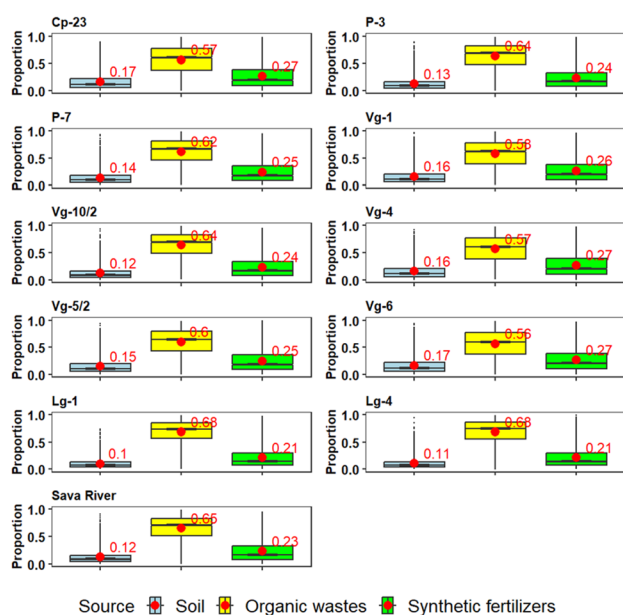 Cp-23
Proportion
1.0
0.5
0.0
0.17
0.57
0.27
P-3
Proportion
1.0
0.5
0.0
0.13
0.64
0.24
P-7
Proportion
1.0
0.5
0.0
0.14
0.62
0.25
Vg-1
Proportion
1.0
0.5
0.0
0.16
0.58
0.26
Vg-10/2
Proportion
1.0
0.5
0.0
0.12
0.64
0.24
Vg-4
Proportion
1.0
0.5
0.0
0.16
0.57
0.27
Vg-5/2
Proportion
1.0
0.5
0.0
0.15
0.6
0.25
Vg-6
Proportion
1.0
0.5
0.0
0.17
0.56
0.27
Lg-1
Proportion
1.0
0.5
0.0
0.1
0.68
0.21
Lg-4
Proportion
1.0
0.5
0.0
0.11
0.68
0.21
Sava River
Proportion
1.0
0.5
0.0
0.12
0.65
0.23
Source Soil Organic wastes Synthetic fertilizers